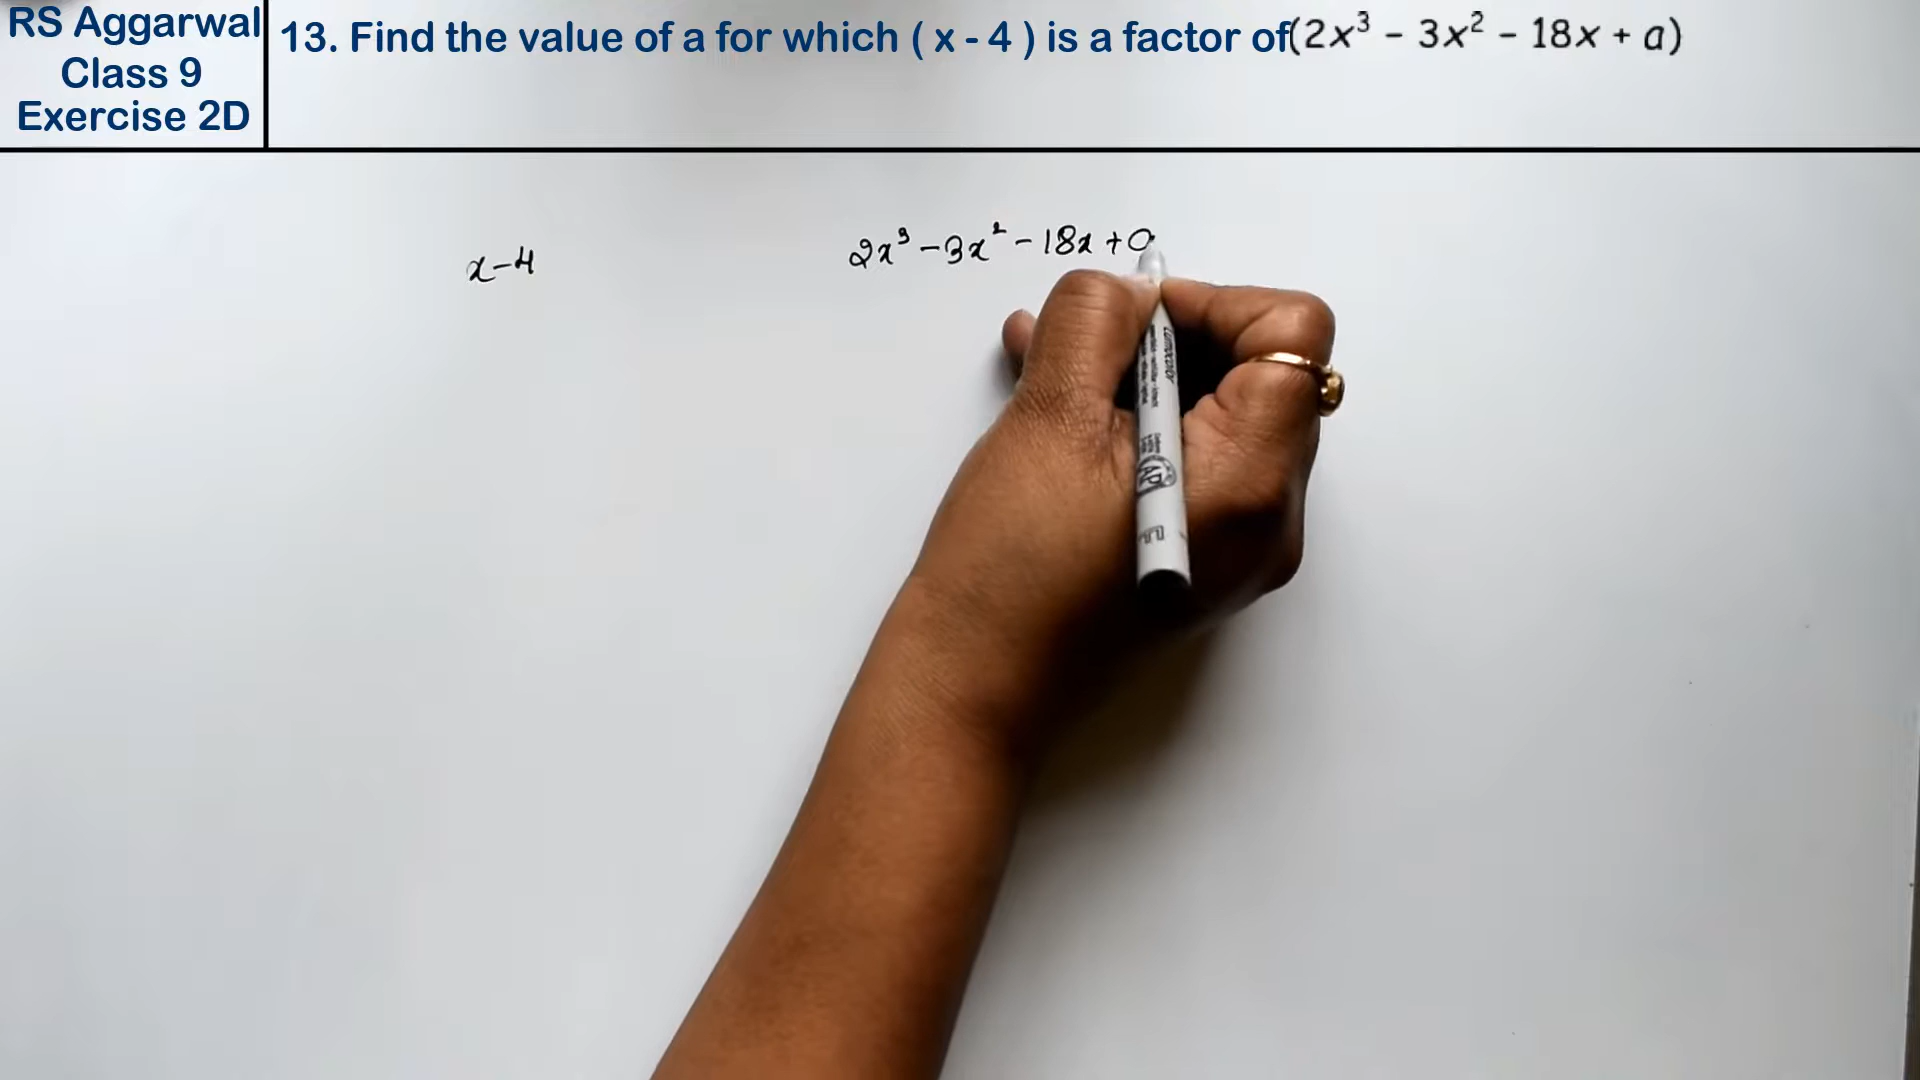 RS Aggarwal
Class 9
Exercise 2D
13. Find the value of a for which ( x - 4 ) is a factor of (2x³ - 3x² - 18x + a)
x-4
2x³ -3x² -18x +a